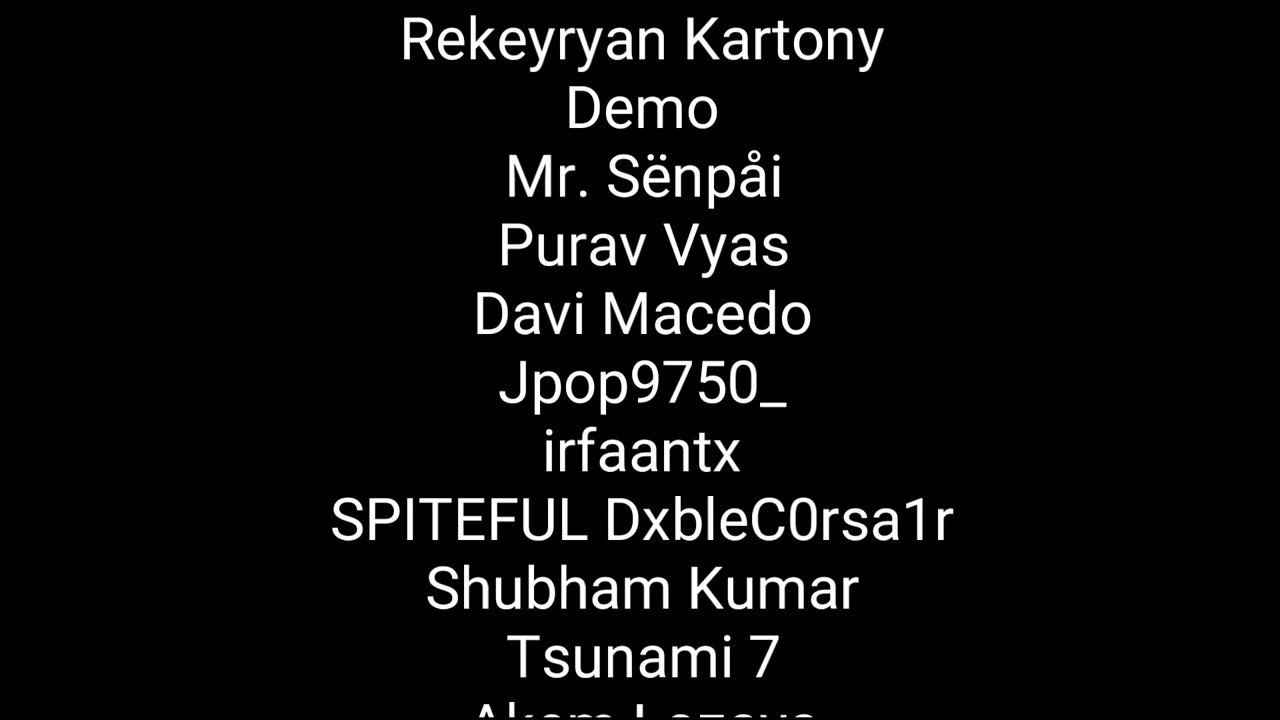 Rekeyryan Kartony
Demo
Mr. Sënpåi
Purav Vyas
Davi Macedo
Jpop9750_
irfaantx
SPITEFUL DxbleC0rsa1r
Shubham Kumar
Tsunami 7